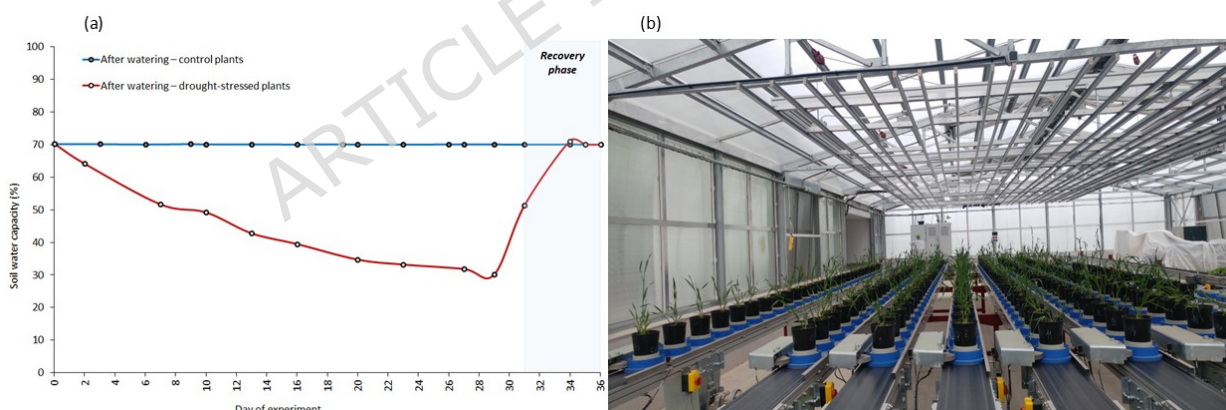 (a)
(b)
100
90
80
70
60
50
40
30
20
10
0
Soil water capacity (%)
After watering – control plants
After watering – drought-stressed plants
Recovery
phase
0 2 4 6 8 10 12 14 16 18 20 22 24 26 28 30 32 34 36
Day of experiment
ARTICLE